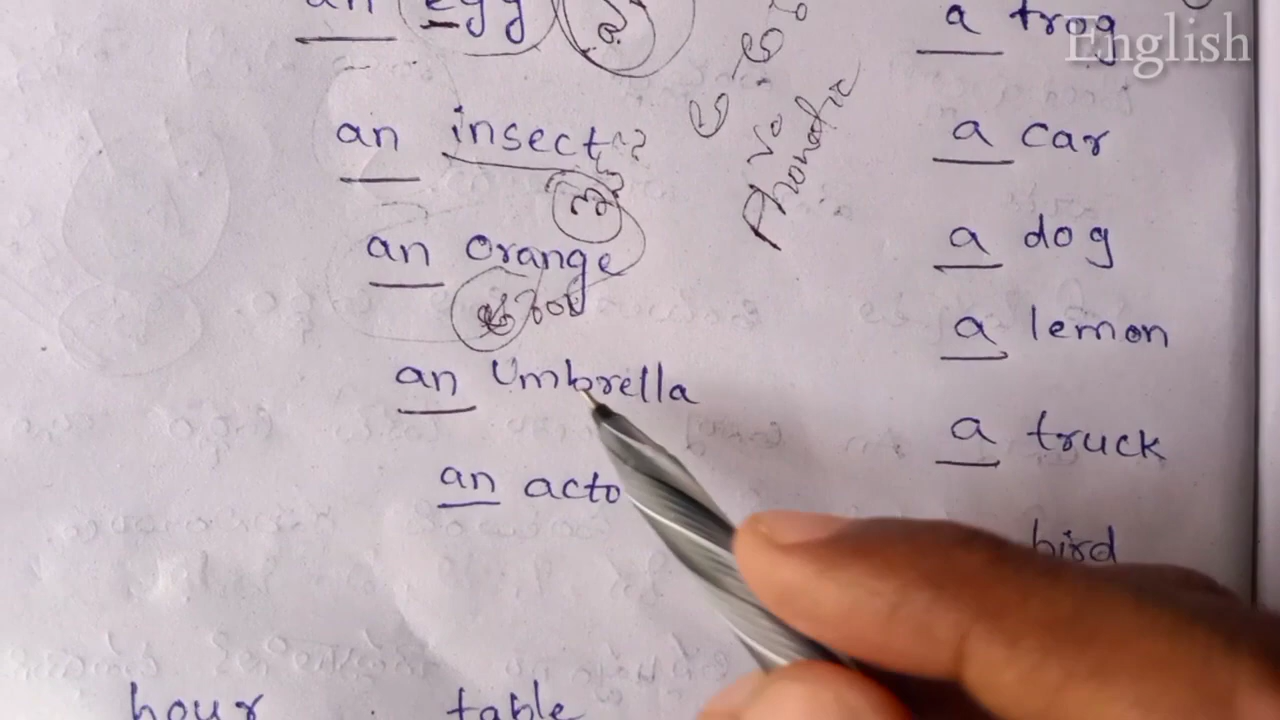 an egg
an insect
an orange
an Umbrella
an acto
hour table
Phonatic
a frog
a car
a dog
a lemon
a truck
bird
English